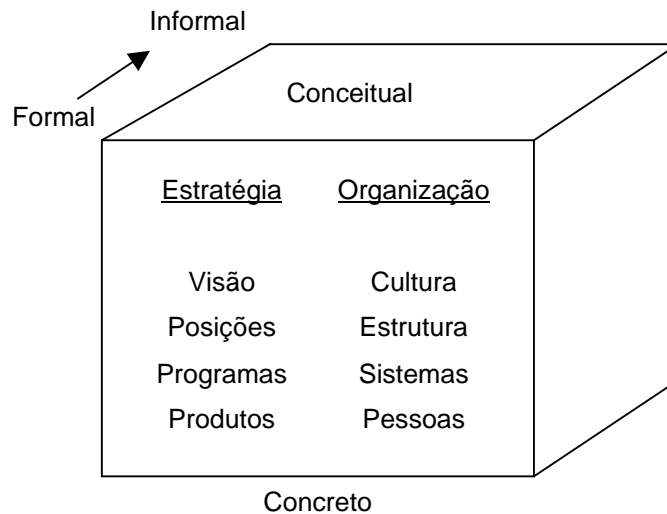 Informal
Formal
Conceitual
Estratégia Organização
Visão Cultura
Posições Estrutura
Programas Sistemas
Produtos Pessoas
Concreto